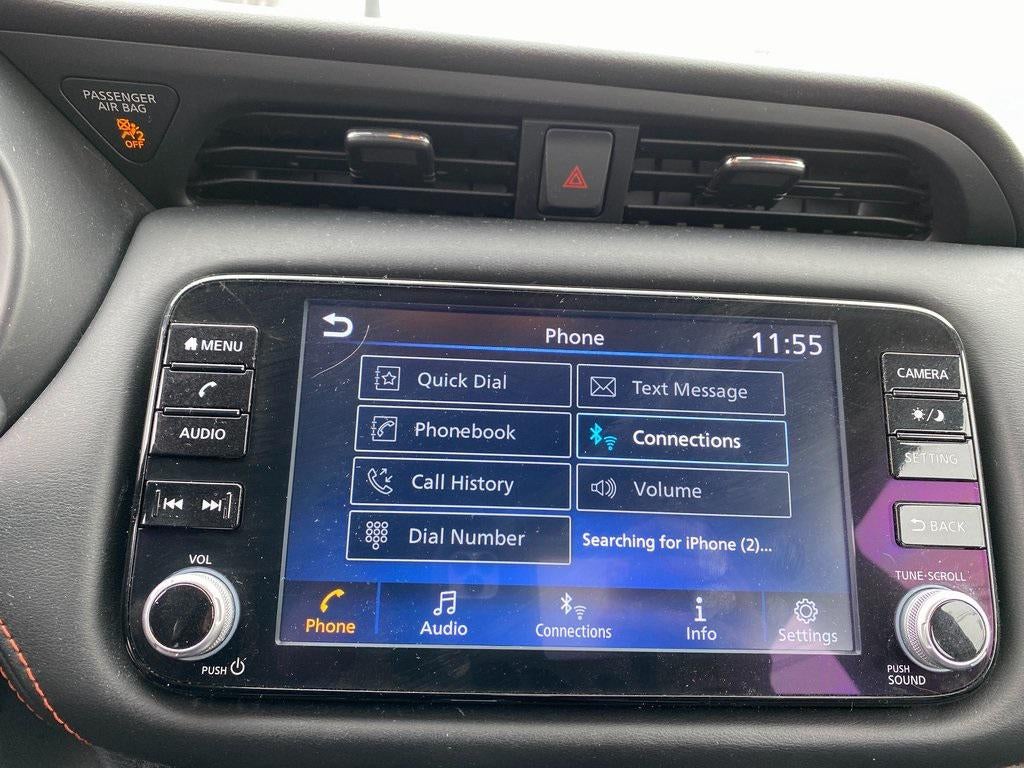 PASSENGER
AIR BAG
2
OFF
MENU
AUDIO
VOL
PUSH
Phone
11:55
Quick Dial
Text Message
Phonebook
Connections
Call History
Volume
Dial Number
Searching for iPhone (2)...
Phone
Audio
Connections
Info
Settings
CAMERA
SETTING
BACK
TUNE·SCROLL
PUSH
SOUND